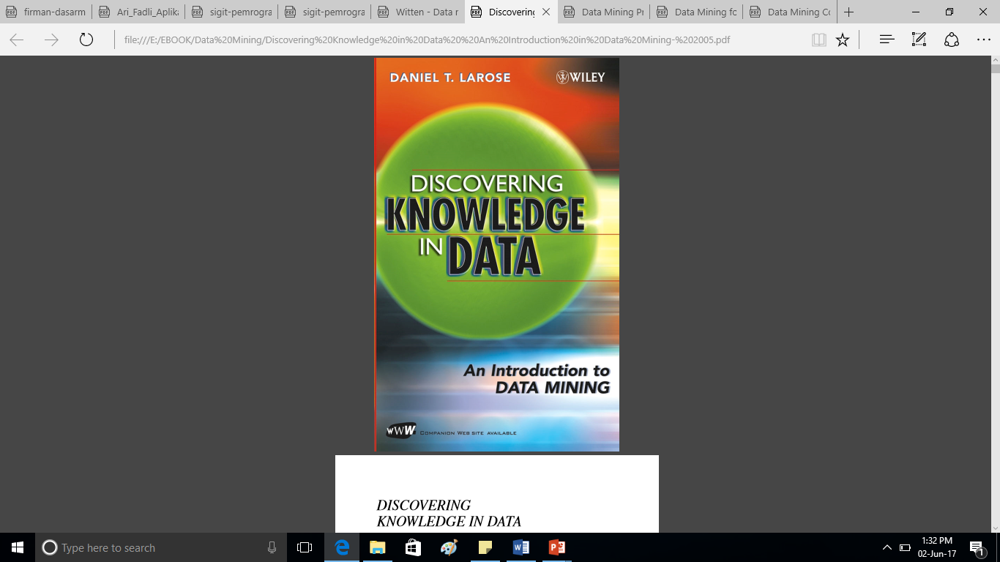 firman-dasarm
Ari_Fadli_Aplika
sigit-pemrogra
sigit-pemrogra
Witten - Data r
Discovering
Data Mining Pr
Data Mining fo
Data Mining Co
file:///E:/EBOOK/Data%20Mining/Discovering%20Knowledge%20in%20Data%20%20An%20Introduction%20in%20Data%20Mining-%202005.pdf
DANIEL T. LAROSE
WILEY
DISCOVERING
KNOWLEDGE
IN DATA
An Introduction to
DATA MINING
WWW COMPANION WEB SITE AVAILABLE
DISCOVERING
KNOWLEDGE IN DATA
Type here to search
1:32 PM
02-Jun-17
1